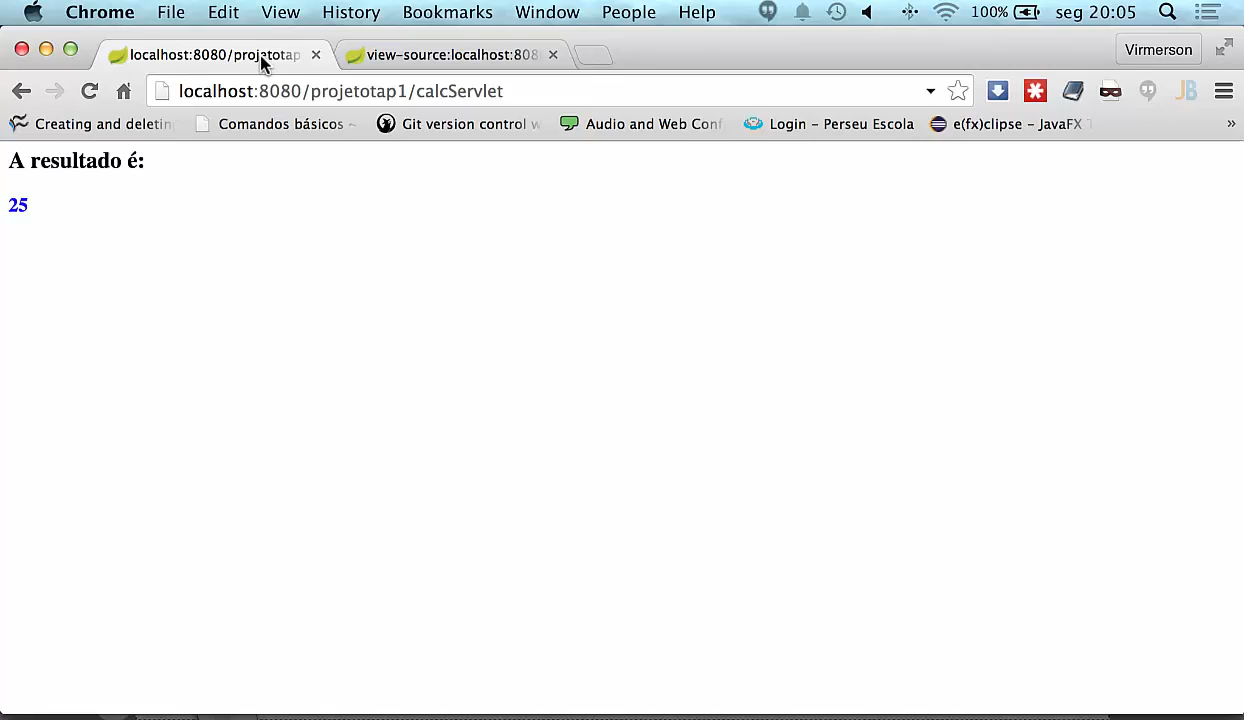 Chrome File Edit View History Bookmarks Window People Help 100% seg 20:05
localhost:8080/projetotap view-source:localhost:808 Virmerson
localhost:8080/projetotap1/calcServlet JB
Creating and deletin Comandos básicos ~ Git version control w Audio and Web Conf Login – Perseu Escola e(fx)clipse – JavaFX T »
A resultado é:
25